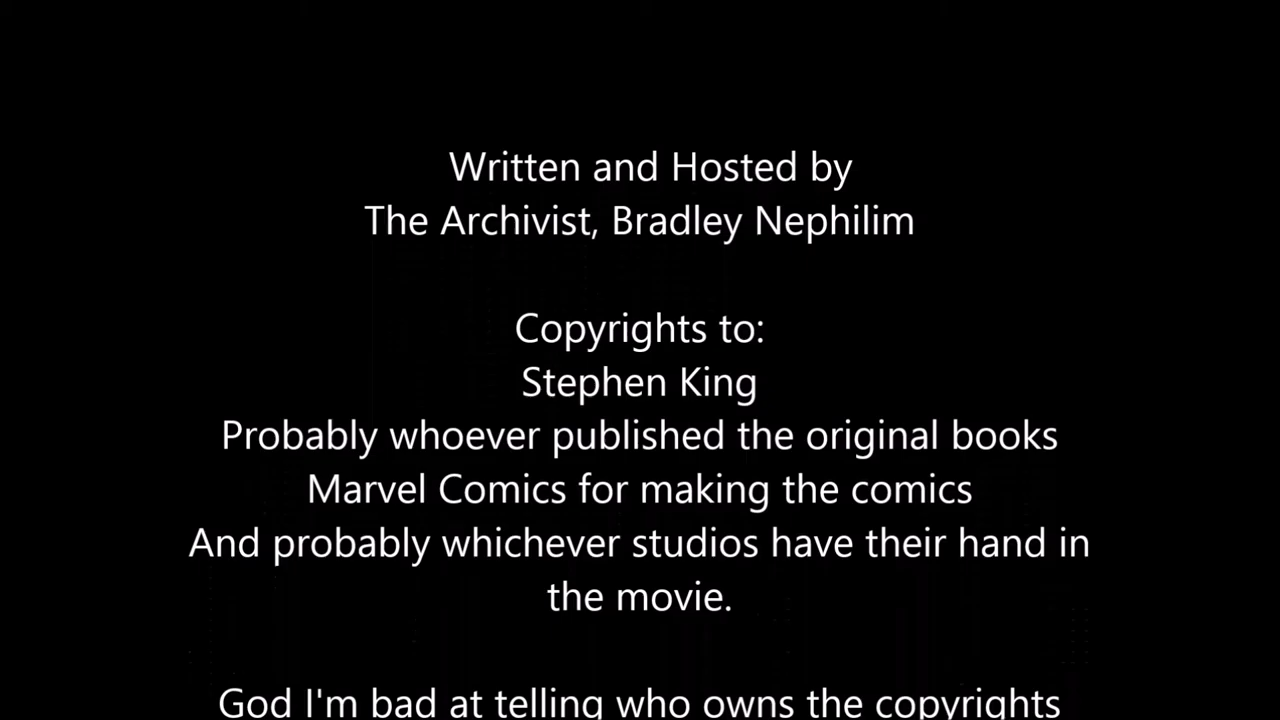 Written and Hosted by
The Archivist, Bradley Nephilim
Copyrights to:
Stephen King
Probably whoever published the original books
Marvel Comics for making the comics
And probably whichever studios have their hand in
the movie.
God I'm bad at telling who owns the copyrights